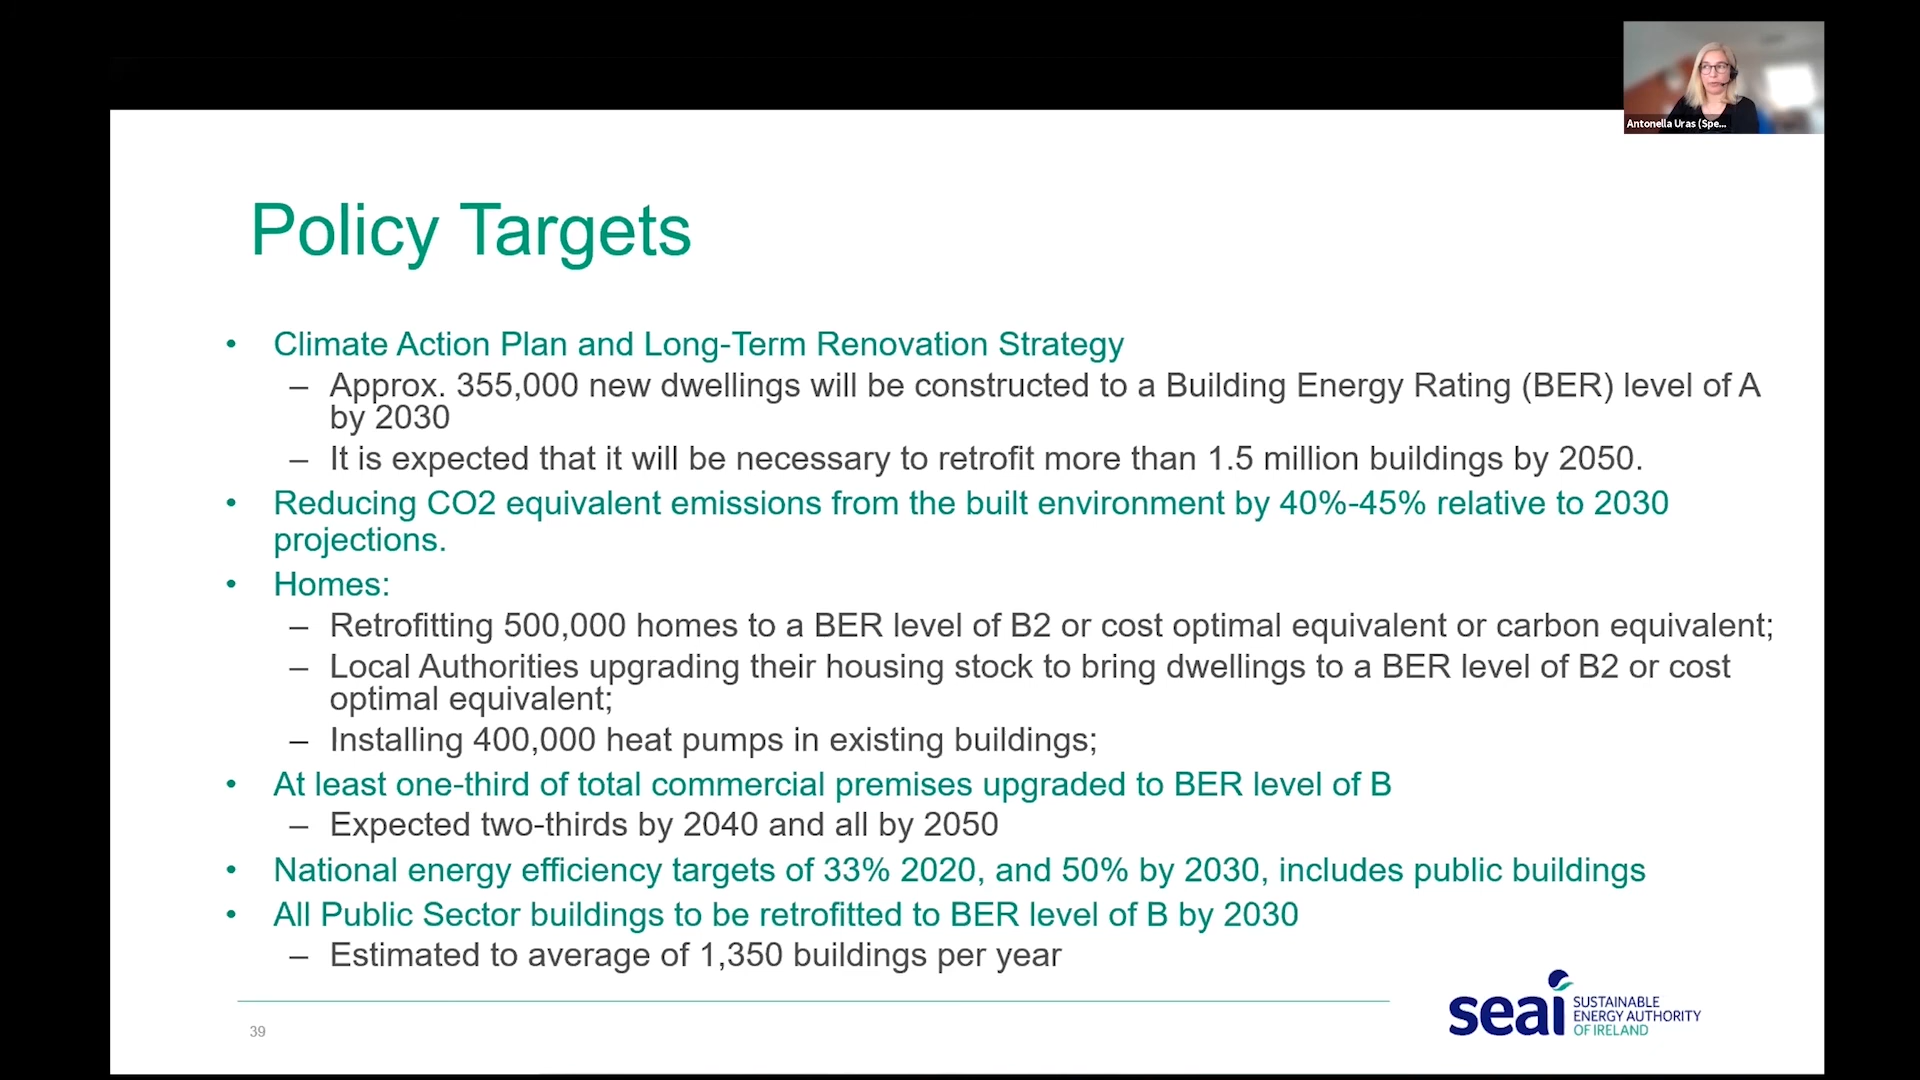 Antonella Uras (Spe...
Policy Targets
• Climate Action Plan and Long-Term Renovation Strategy
– Approx. 355,000 new dwellings will be constructed to a Building Energy Rating (BER) level of A
by 2030
– It is expected that it will be necessary to retrofit more than 1.5 million buildings by 2050.
• Reducing CO2 equivalent emissions from the built environment by 40%-45% relative to 2030
projections.
• Homes:
– Retrofitting 500,000 homes to a BER level of B2 or cost optimal equivalent or carbon equivalent;
– Local Authorities upgrading their housing stock to bring dwellings to a BER level of B2 or cost
optimal equivalent;
– Installing 400,000 heat pumps in existing buildings;
• At least one-third of total commercial premises upgraded to BER level of B
– Expected two-thirds by 2040 and all by 2050
• National energy efficiency targets of 33% 2020, and 50% by 2030, includes public buildings
• All Public Sector buildings to be retrofitted to BER level of B by 2030
– Estimated to average of 1,350 buildings per year
39
seai
SUSTAINABLE
ENERGY AUTHORITY
OF IRELAND